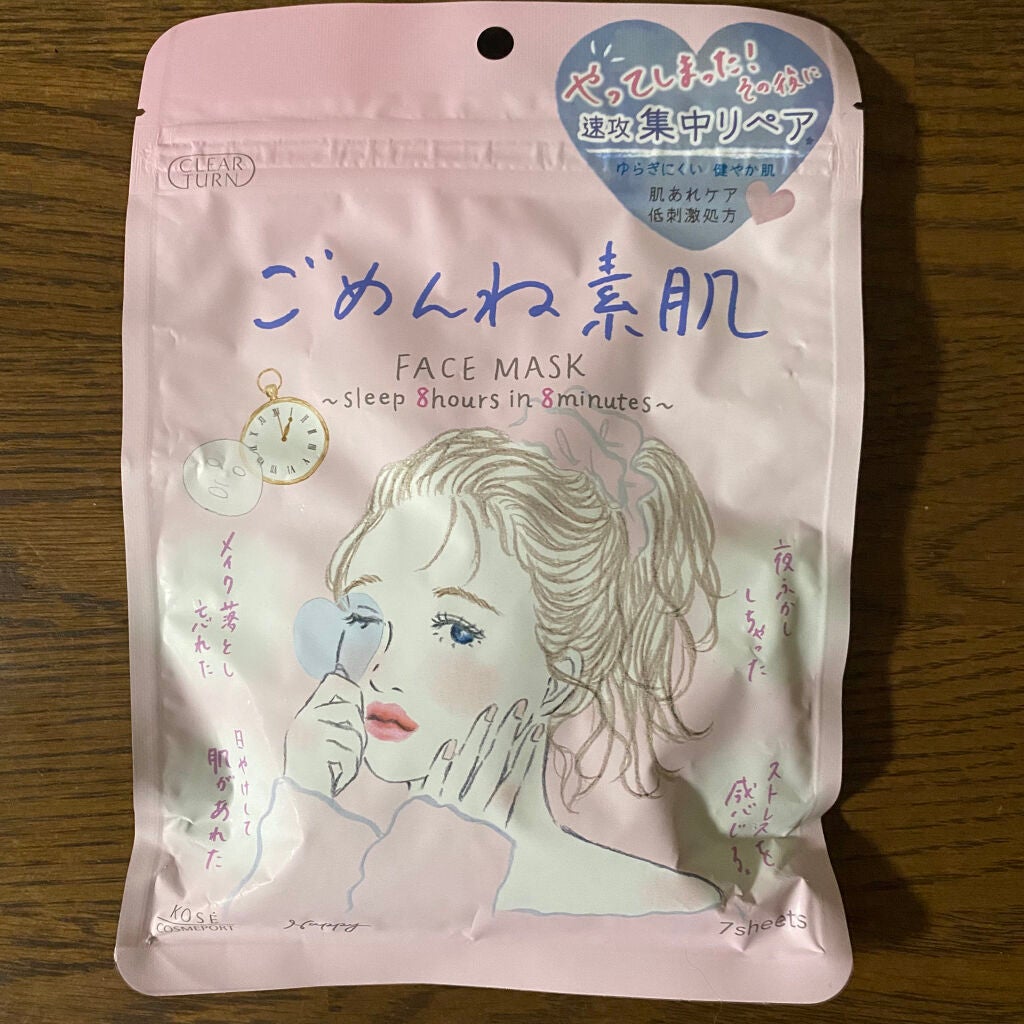 やってしまった!
その後に
速攻 集中リペア
ゆらぎにくい 健やか肌
肌あれケア
低刺激処方
CLEAR
TURN
ごめんね素肌
FACE MASK
~sleep 8hours in 8minutes~
メイク落とし
忘れた
夜ふかし
しちゃった
日やけして
肌があれた
ストレスを
感じる。
KOSÉ
COSMEPORT
7sheets